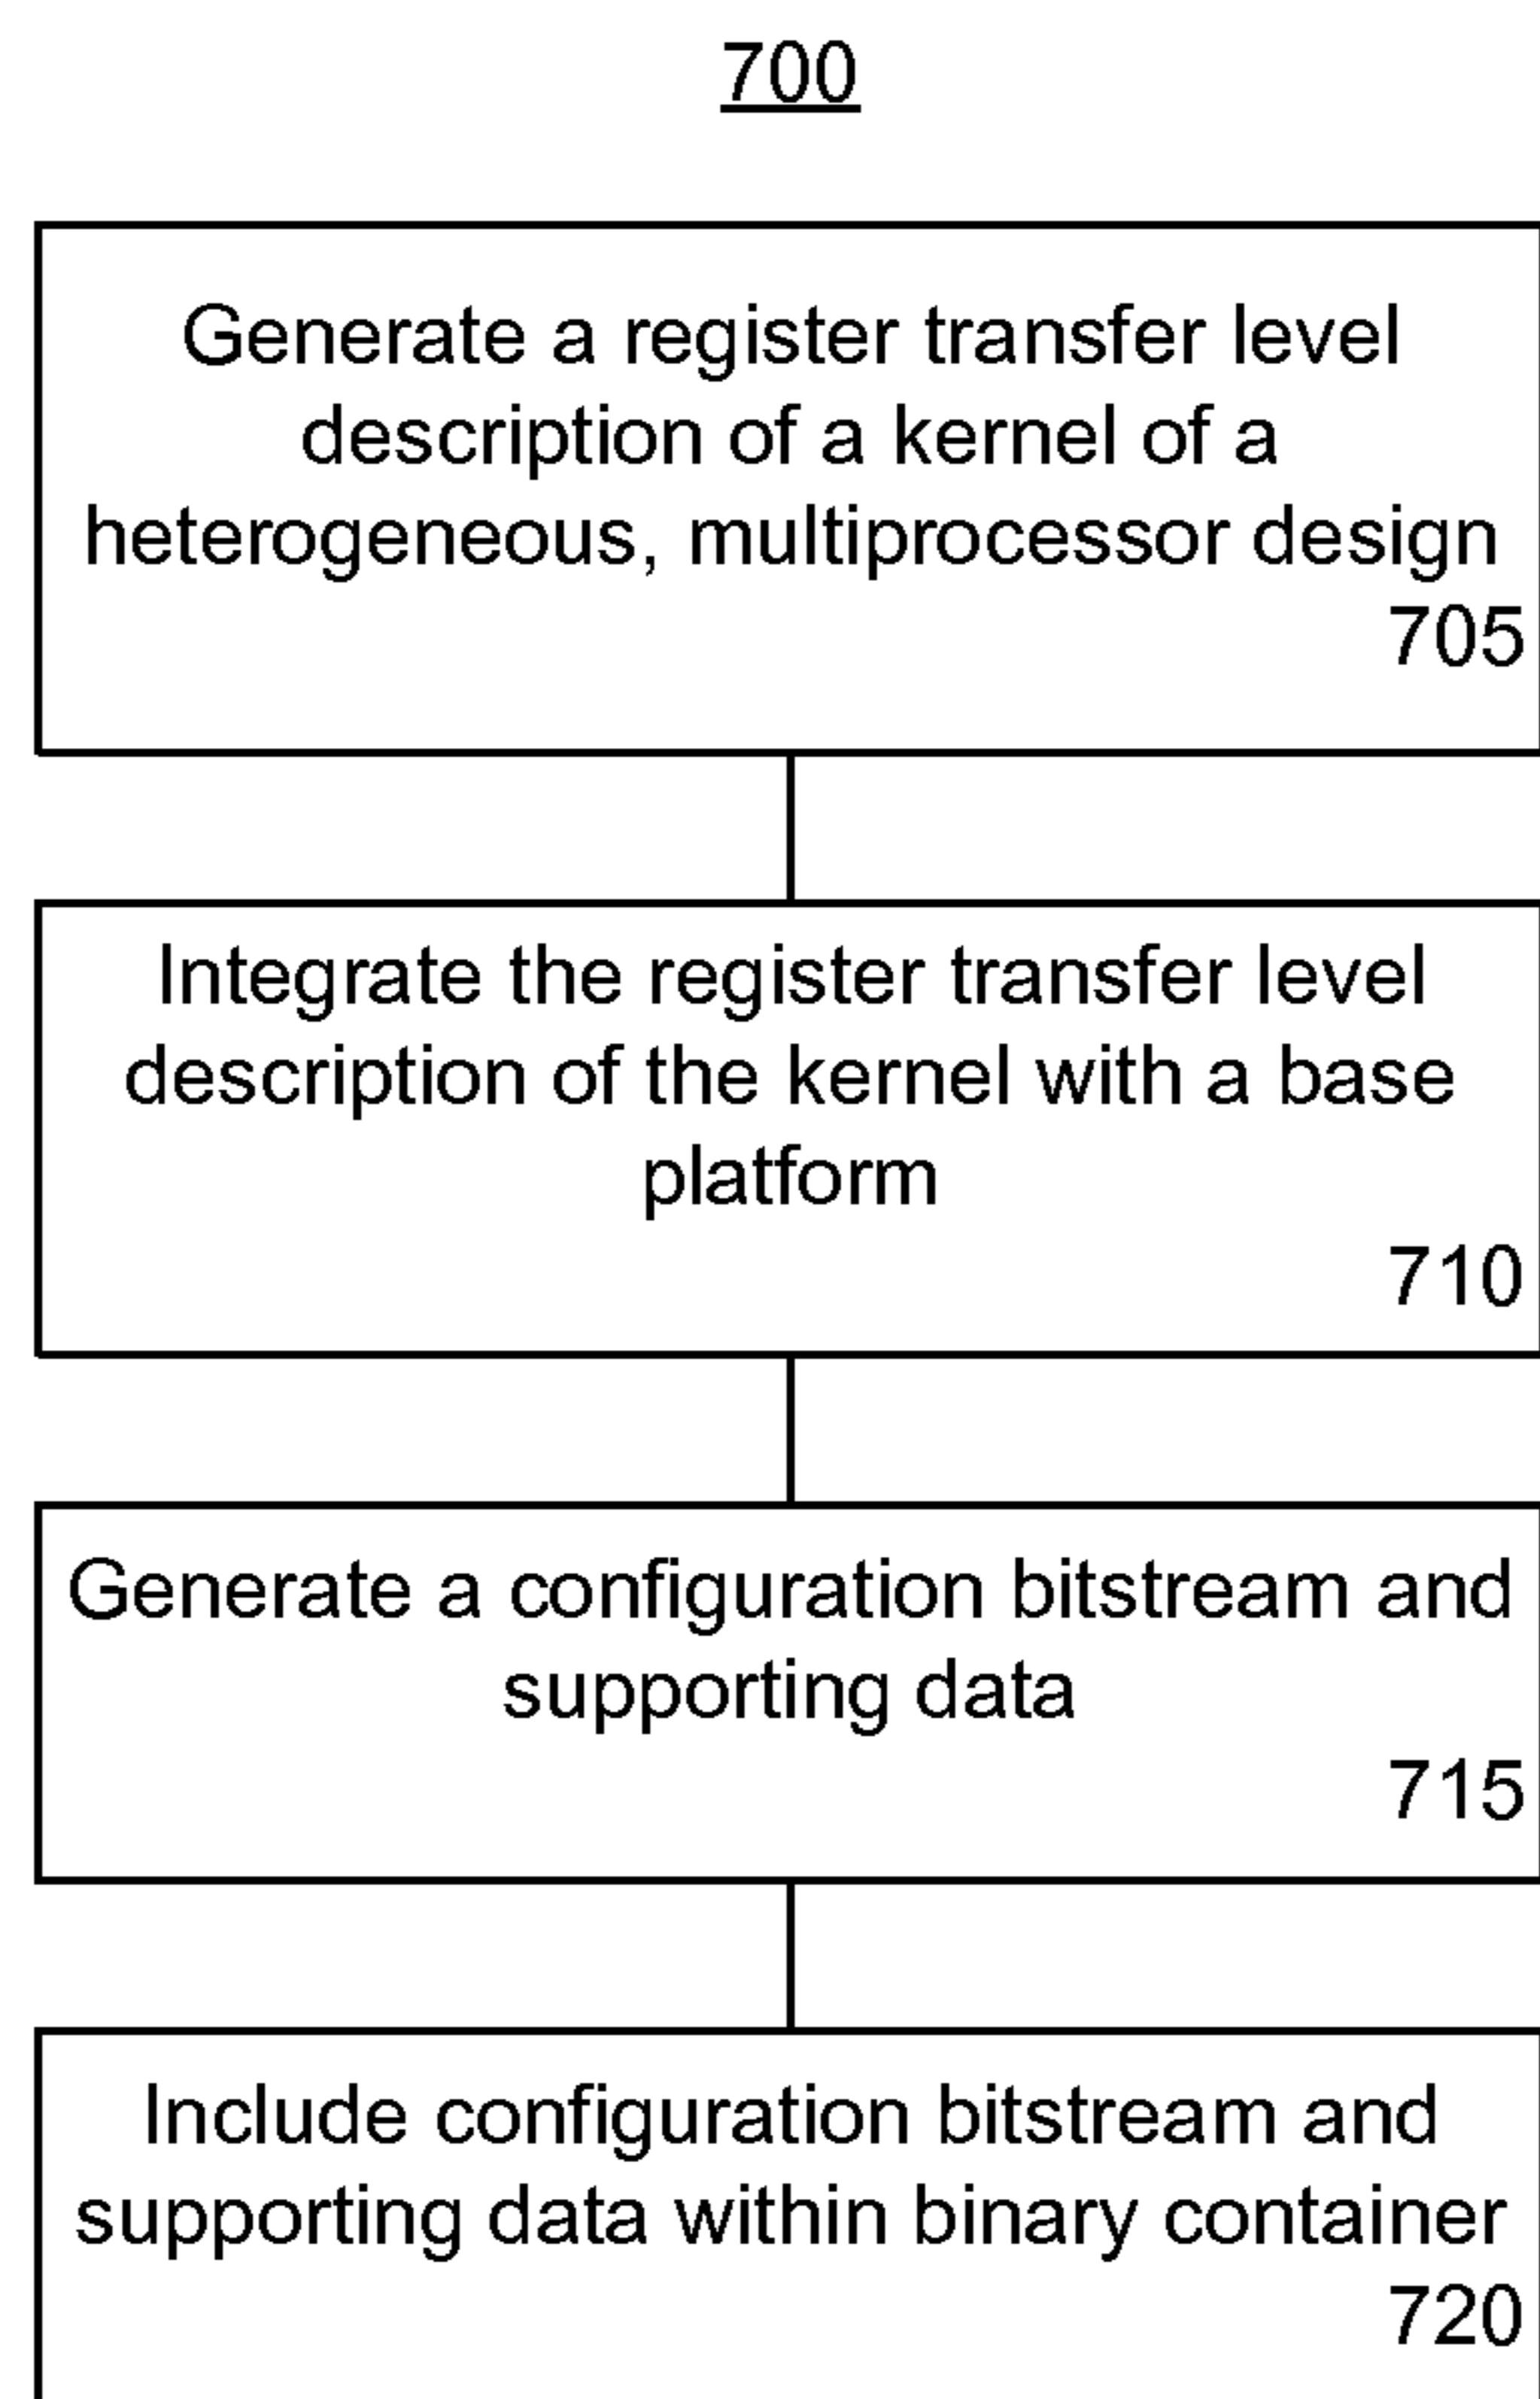 700
Generate a register transfer level
description of a kernel of a
heterogeneous, multiprocessor design
705
Integrate the register transfer level
description of the kernel with a base
platform
710
Generate a configuration bitstream and
supporting data
715
Include configuration bitstream and
supporting data within binary container
720